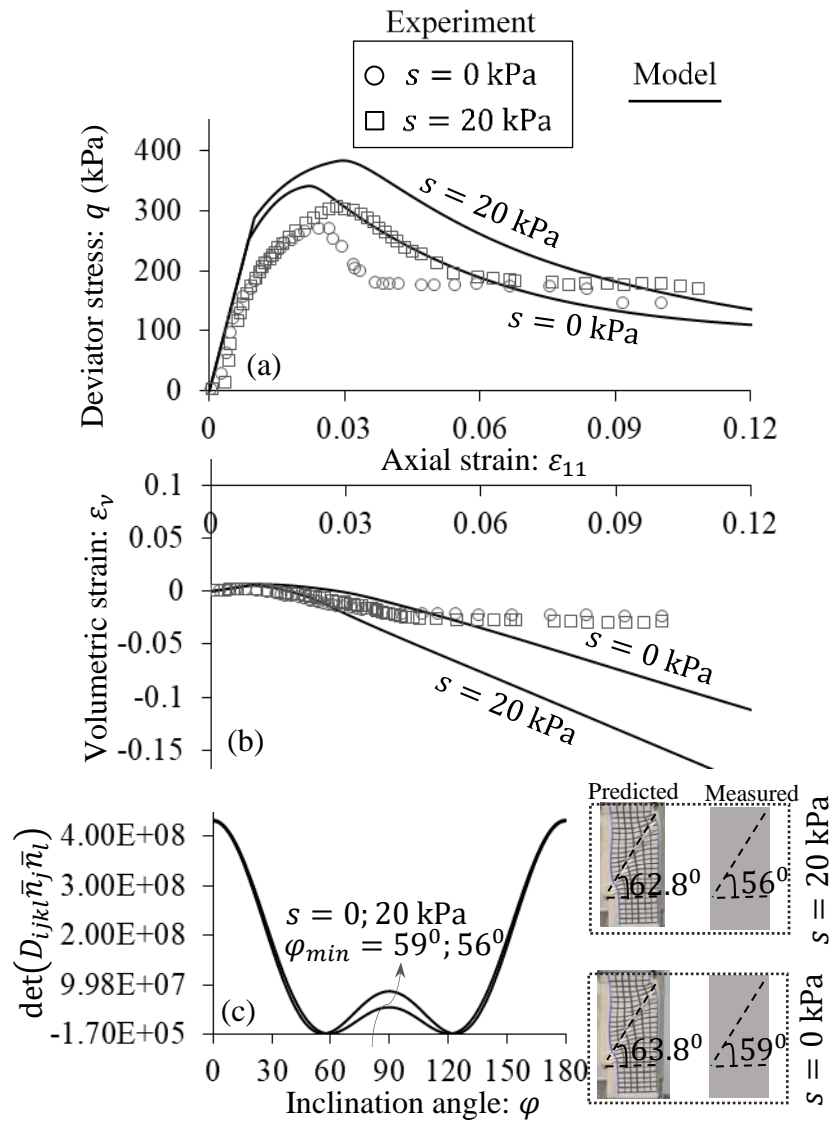 Experiment
s = 0 kPa
s = 20 kPa
Model
Deviator stress: q (kPa)
400
300
200
100
0
s = 20 kPa
s = 0 kPa
(a)
0 0.03 0.06 0.09 0.12
Axial strain: ε₁₁
Volumetric strain: εᵥ
0.1
0.05
0
-0.05
-0.1
-0.15
0 0.03 0.06 0.09 0.12
s = 0 kPa
s = 20 kPa
(b)
det(D̅ᵢⱼₖₗn̅ⱼn̅ₗ)
4.00E+08
3.00E+08
2.00E+08
9.98E+07
-1.70E+05
s = 0; 20 kPa
φₘᵢₙ = 59⁰; 56⁰
(c)
0 30 60 90 120 150 180
Inclination angle: φ
Predicted Measured
62.8⁰ 56⁰
s = 20 kPa
63.8⁰ 59⁰
s = 0 kPa